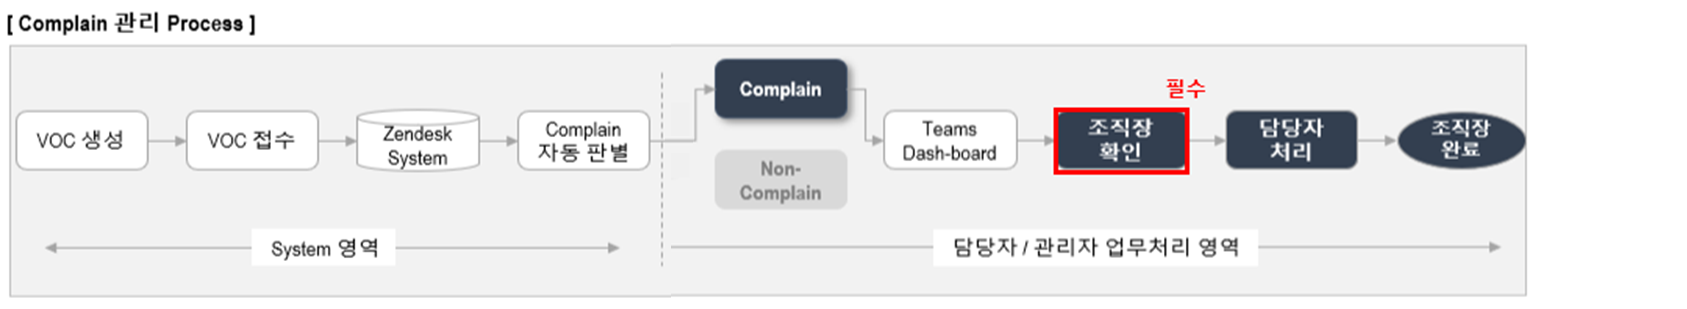 [ Complain 관리 Process ]
VOC 생성
VOC 접수
Zendesk
System
Complain
자동 판별
Complain
Non-
Complain
Teams
Dash-board
필수
조직장
확인
담당자
처리
조직장
완료
System 영역
담당자 / 관리자 업무처리 영역